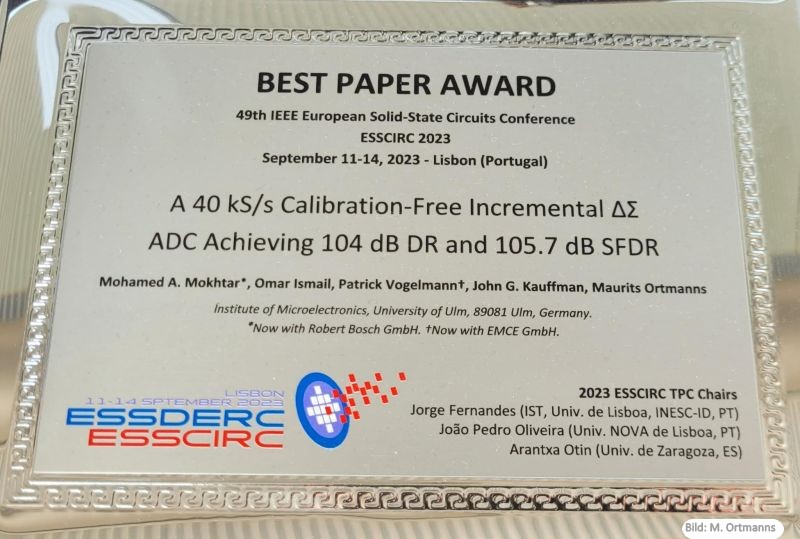 BEST PAPER AWARD
49th IEEE European Solid-State Circuits Conference
ESSCIRC 2023
September 11-14, 2023 - Lisbon (Portugal)
A 40 kS/s Calibration-Free Incremental ΔΣ
ADC Achieving 104 dB DR and 105.7 dB SFDR
Mohamed A. Mokhtar*, Omar Ismail, Patrick Vogelmann†, John G. Kauffman, Maurits Ortmanns
Institute of Microelectronics, University of Ulm, 89081 Ulm, Germany.
*Now with Robert Bosch GmbH. †Now with EMCE GmbH.
LISBON
11-14 SPTEMBER 2023
ESSDERC
ESSCIRC
2023 ESSCIRC TPC Chairs
Jorge Fernandes (IST, Univ. de Lisboa, INESC-ID, PT)
João Pedro Oliveira (Univ. NOVA de Lisboa, PT)
Arantxa Otin (Univ. de Zaragoza, ES)
Bild: M. Ortmanns